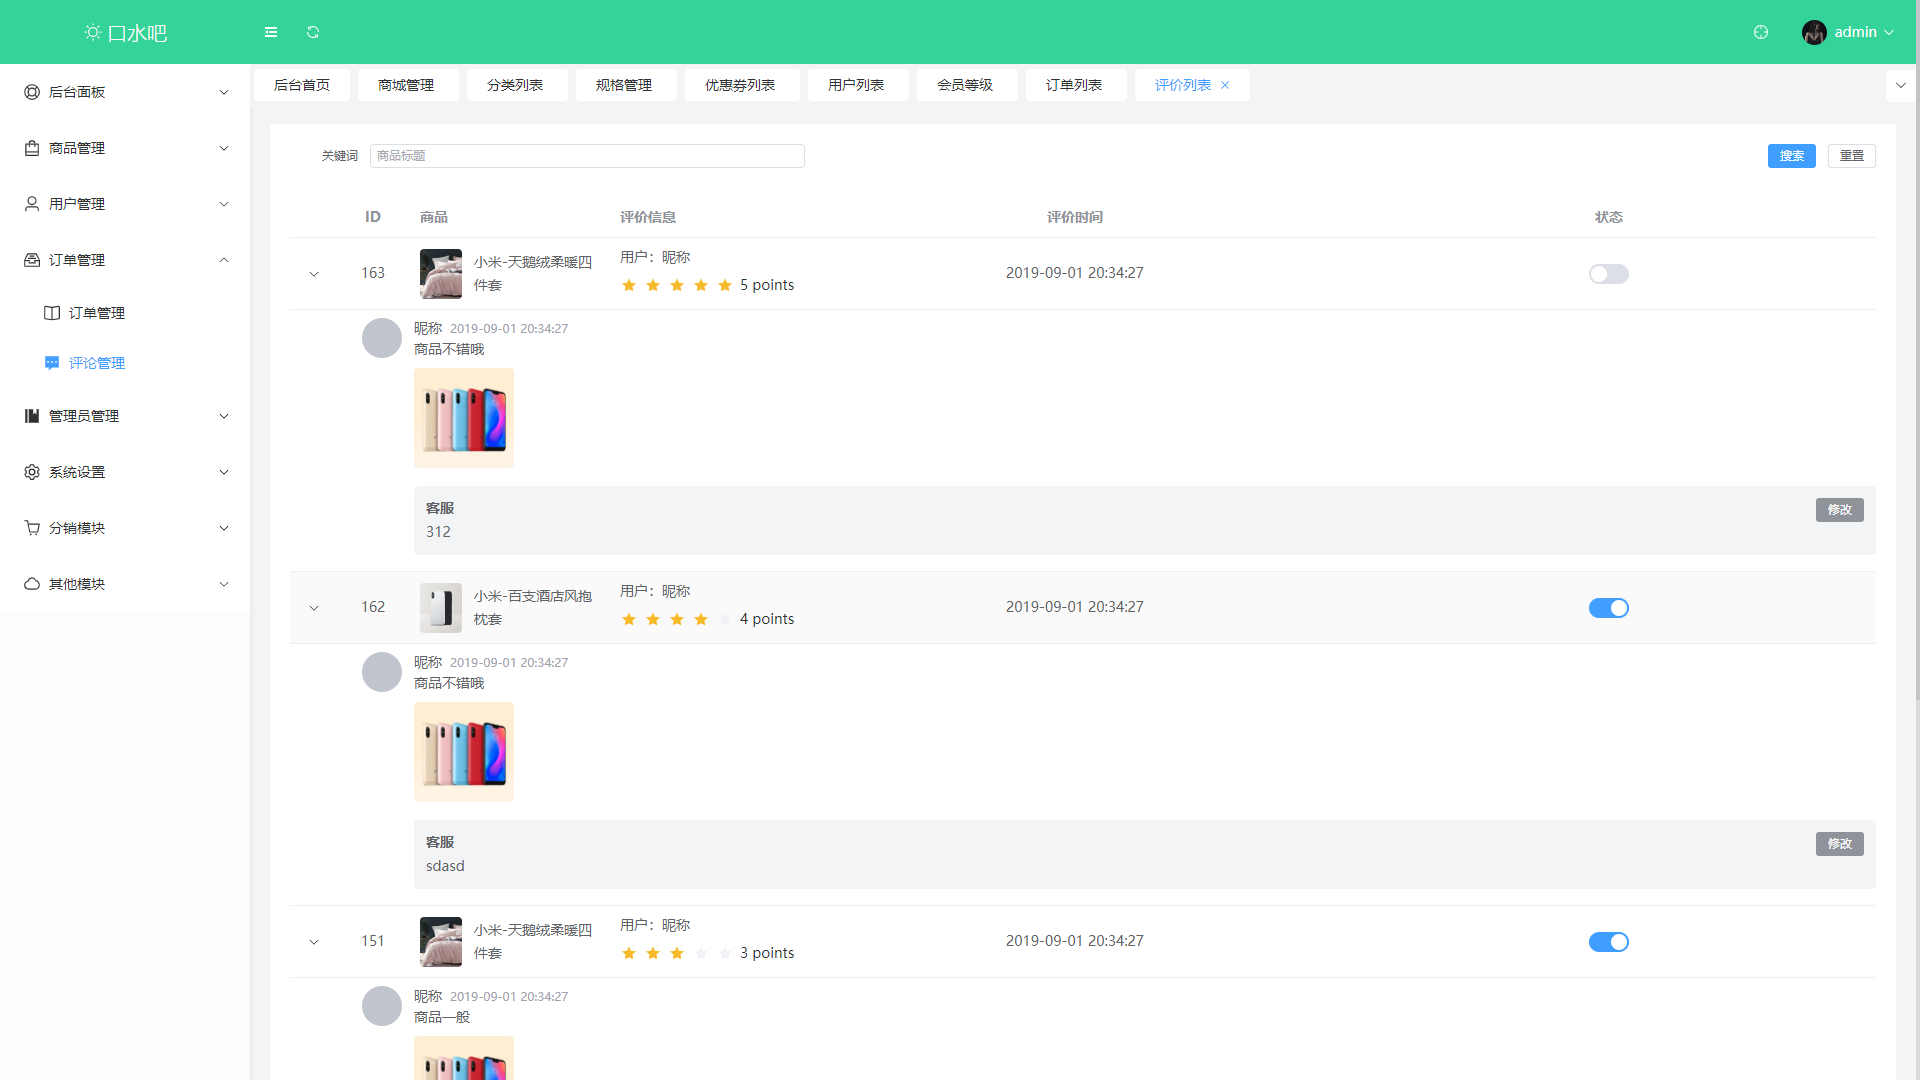 口水吧
admin
后台面板
商品管理
用户管理
订单管理
订单管理
评论管理
管理员管理
系统设置
分销模块
其他模块
后台首页
商城管理
分类列表
规格管理
优惠券列表
用户列表
会员等级
订单列表
评价列表
关键词
商品标题
搜索
重置
ID
商品
评价信息
评价时间
状态
163
小米-天鹅绒柔暖四
件套
用户：昵称
5 points
2019-09-01 20:34:27
昵称 2019-09-01 20:34:27
商品不错哦
客服
312
修改
162
小米-百支酒店风抱
枕套
用户：昵称
4 points
2019-09-01 20:34:27
昵称 2019-09-01 20:34:27
商品不错哦
客服
sdasd
修改
151
小米-天鹅绒柔暖四
件套
用户：昵称
3 points
2019-09-01 20:34:27
昵称 2019-09-01 20:34:27
商品一般